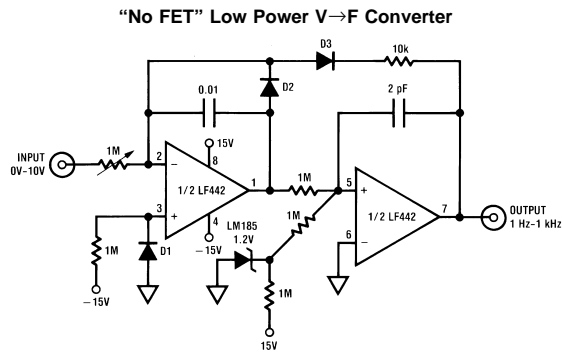 “No FET” Low Power V→F Converter
D3
10k
D2
0.01
2 pF
INPUT
0V–10V
1M
2
–
15V
8
1/2 LF442
1
1M
5
+
1/2 LF442
7
OUTPUT
1 Hz–1 kHz
3
+
4
–15V
LM185
1.2V
1M
6
–
1M
D1
–15V
1M
15V